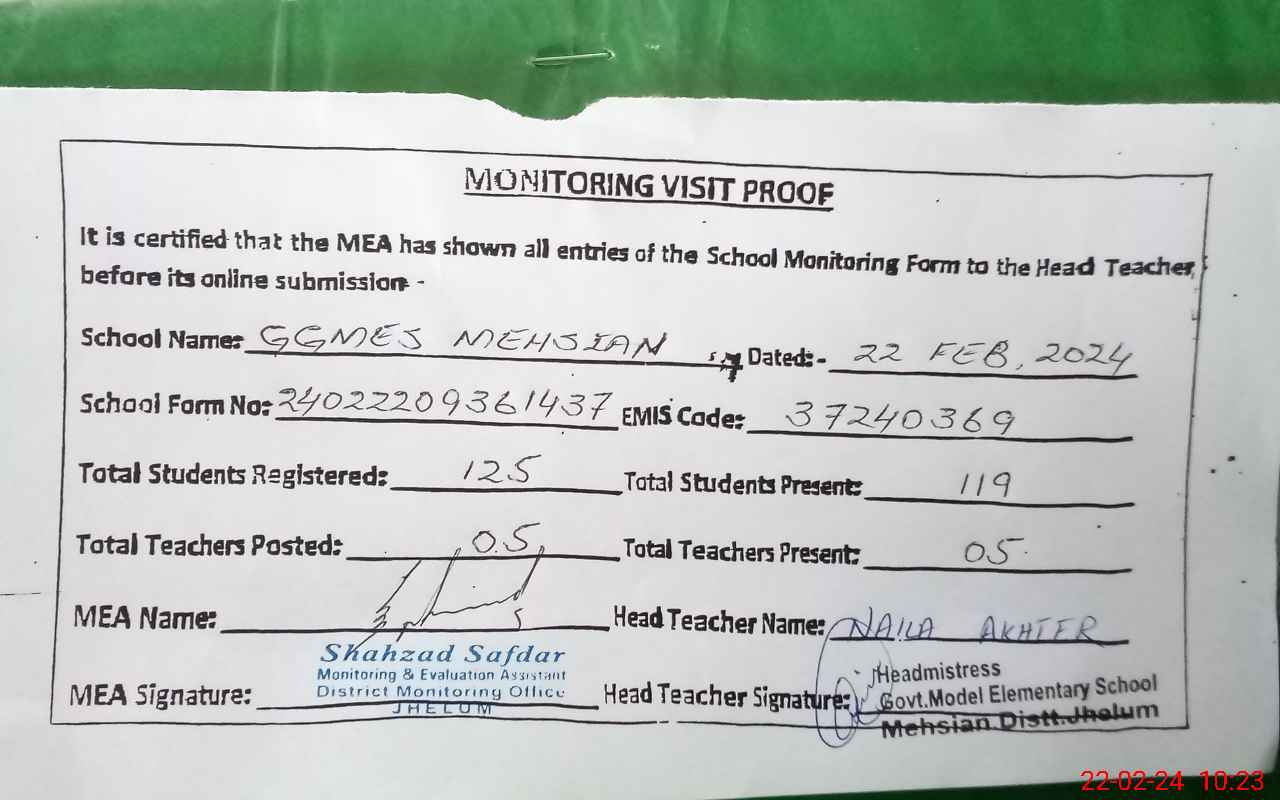 MONITORING VISIT PROOF
It is certified that the MEA has shown all entries of the School Monitoring Form to the Head Teacher
before its online submission -
School Name: GGMES MEHSIAN Dated:- 22 FEB, 2024
School Form No: 24022209361437 EMIS Code: 37240369
Total Students Registered: 125 Total Students Present: 119
Total Teachers Posted: 05 Total Teachers Present: 05
MEA Name: Head Teacher Name: NAILA AKHTER
Shahzad Safdar
Monitoring & Evaluation Assistant
District Monitoring Office
JHELUM
MEA Signature: Head Teacher Signature:
Headmistress
Govt.Model Elementary School
Mehsian Distt.Jhelum
22-02-24 10:23